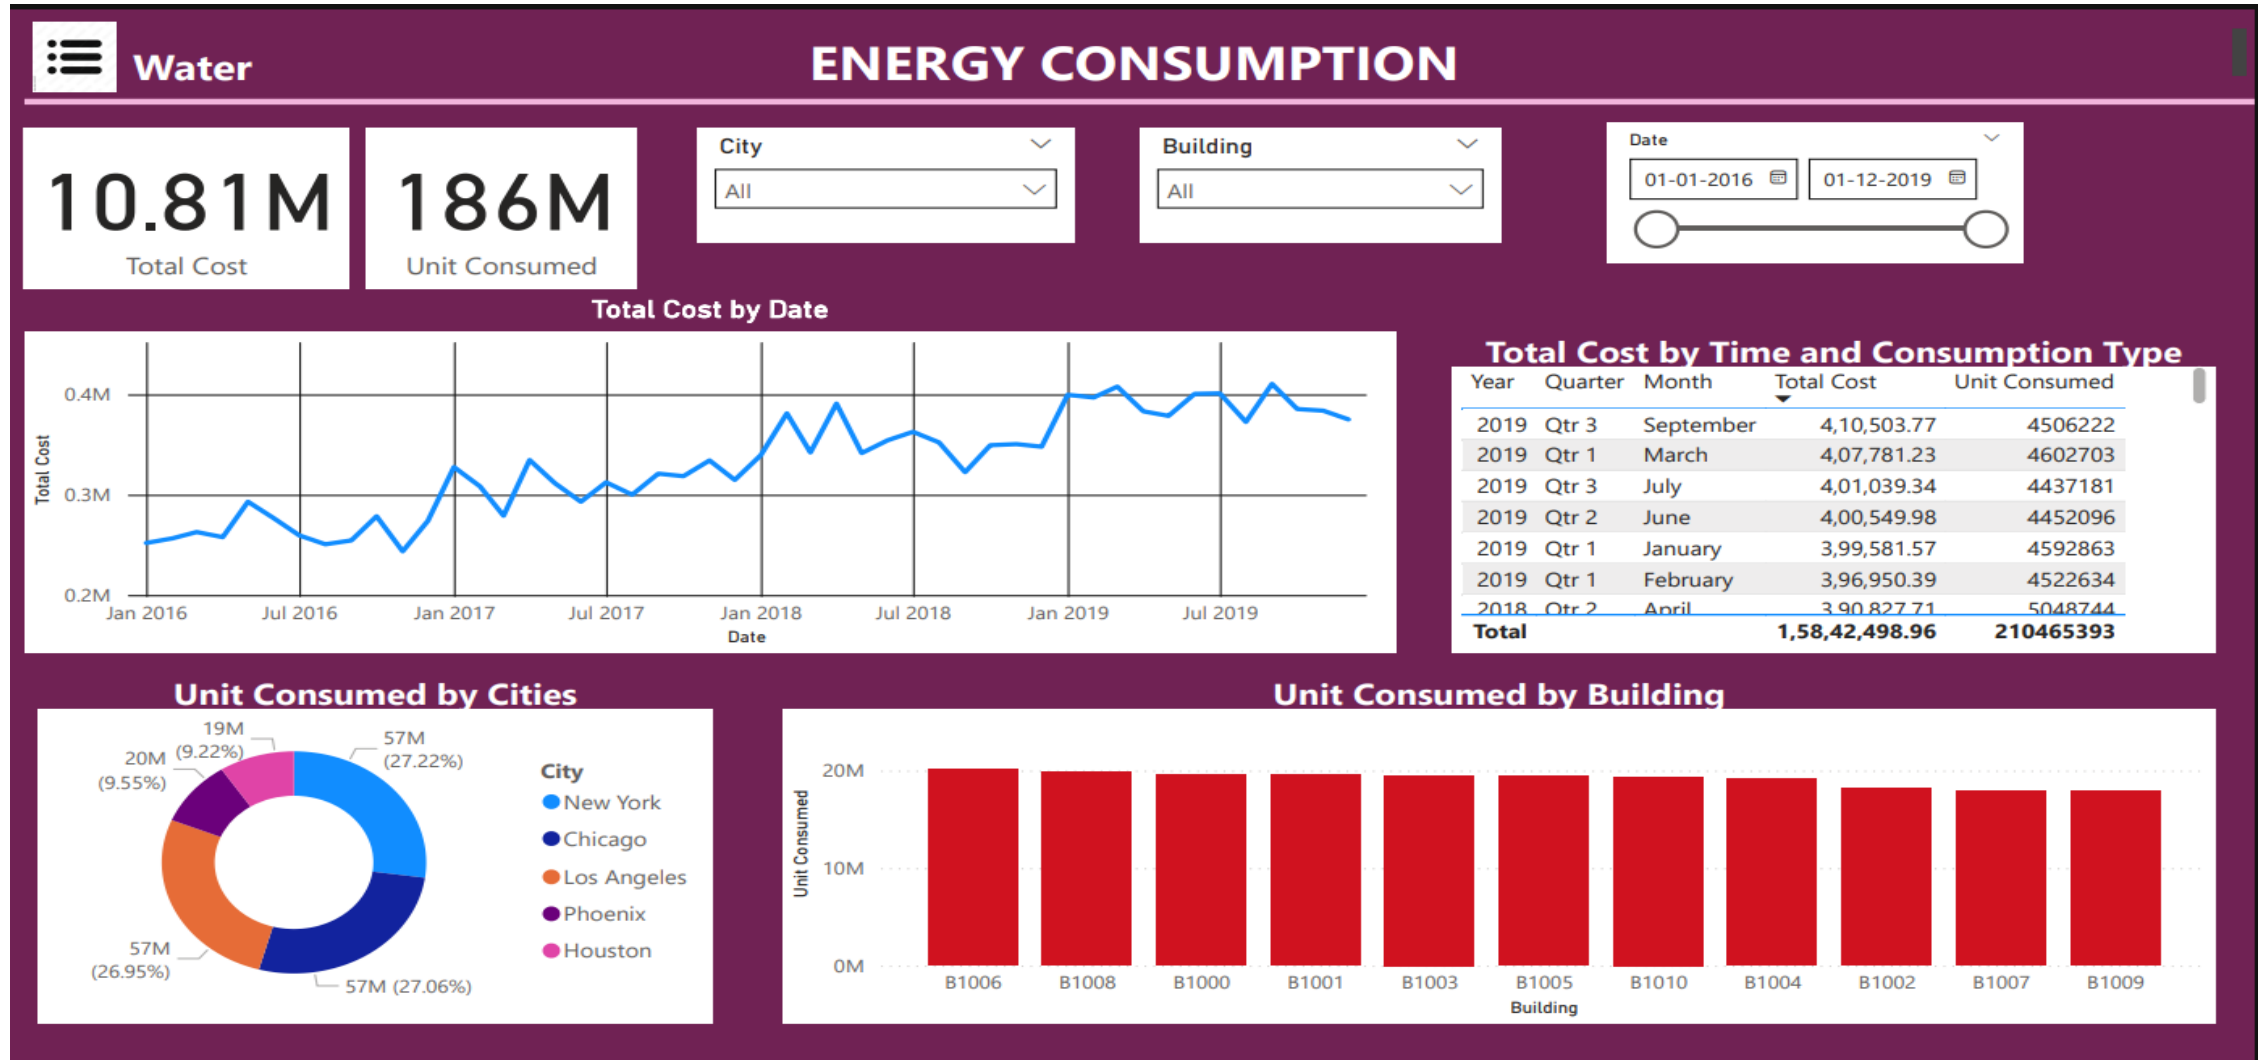 Water
ENERGY CONSUMPTION
10.81M
Total Cost
186M
Unit Consumed
City
All
Building
All
Date
01-01-2016
01-12-2019
Total Cost by Date
Total Cost
0.4M
0.3M
0.2M
Jan 2016 Jul 2016 Jan 2017 Jul 2017 Jan 2018 Jul 2018 Jan 2019 Jul 2019
Date
Total Cost by Time and Consumption Type
Year Quarter Month Total Cost Unit Consumed
2019 Qtr 3 September 4,10,503.77 4506222
2019 Qtr 1 March 4,07,781.23 4602703
2019 Qtr 3 July 4,01,039.34 4437181
2019 Qtr 2 June 4,00,549.98 4452096
2019 Qtr 1 January 3,99,581.57 4592863
2019 Qtr 1 February 3,96,950.39 4522634
2018 Qtr 2 April 3,90,827.71 5048744
Total 1,58,42,498.96 210465393
Unit Consumed by Cities
19M
(9.22%)
20M
(9.55%)
57M
(27.22%)
57M
(26.95%)
57M (27.06%)
City
New York
Chicago
Los Angeles
Phoenix
Houston
Unit Consumed by Building
Unit Consumed
20M
10M
0M
B1006 B1008 B1000 B1001 B1003 B1005 B1010 B1004 B1002 B1007 B1009
Building